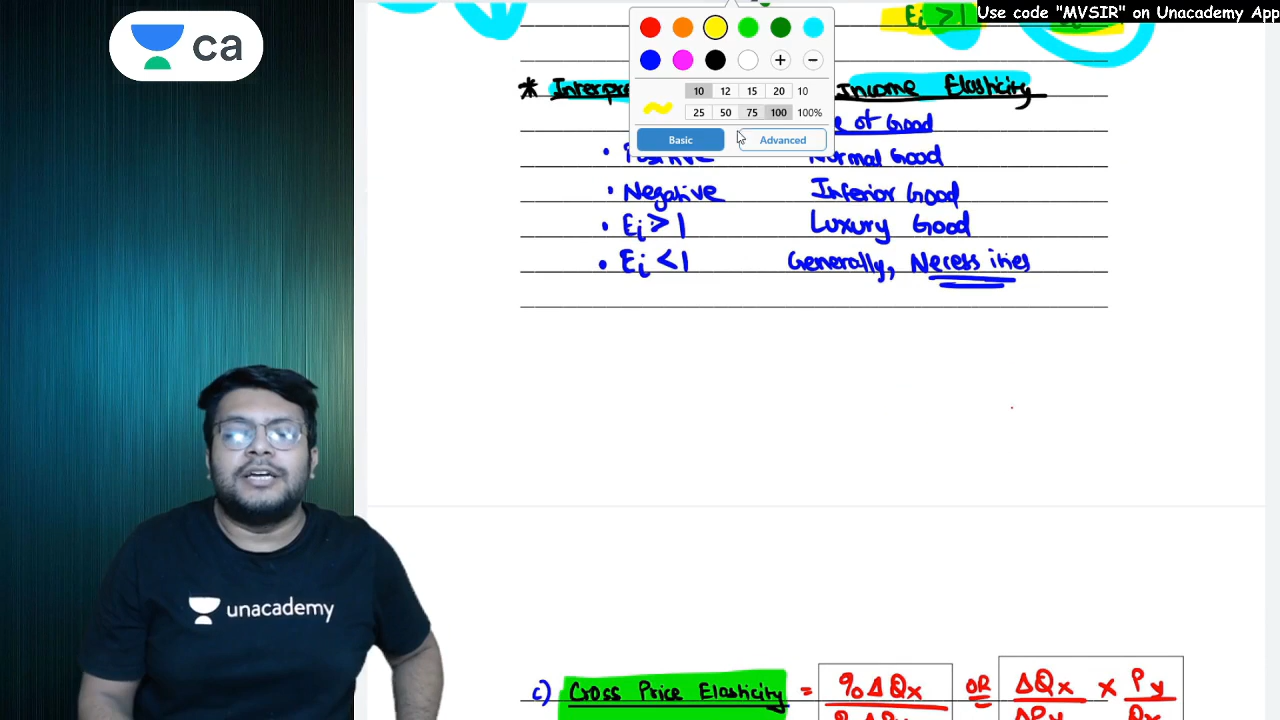 ca
Use code "MVSIR" on Unacademy App
Ei > 1
* Income Elasticity
of Good
10 12 15 20 10
25 50 75 100 100%
Basic Advanced
• Positive Normal Good
• Negative Inferior Good
• Ei > 1 Luxury Good
• Ei < 1 Generally, Necessities
unacademy
c) Cross Price Elasticity = % Δ Qx OR ΔQx × Py